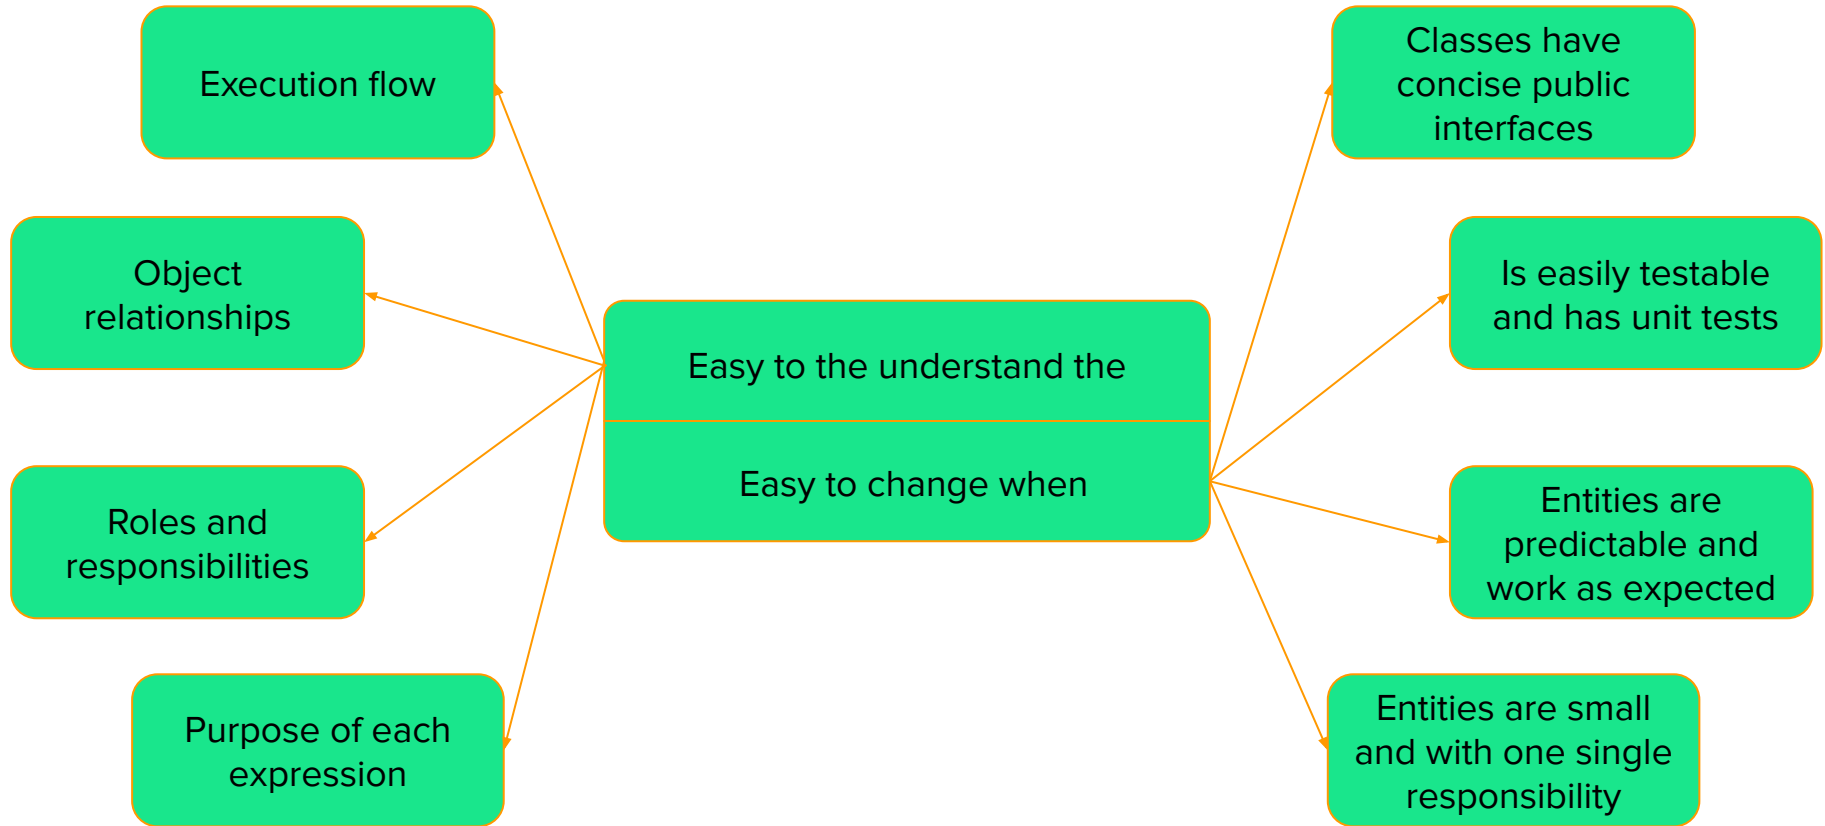 Execution flow
Object
relationships
Roles and
responsibilities
Purpose of each
expression
Easy to the understand the
Easy to change when
Classes have
concise public
interfaces
Is easily testable
and has unit tests
Entities are
predictable and
work as expected
Entities are small
and with one single
responsibility